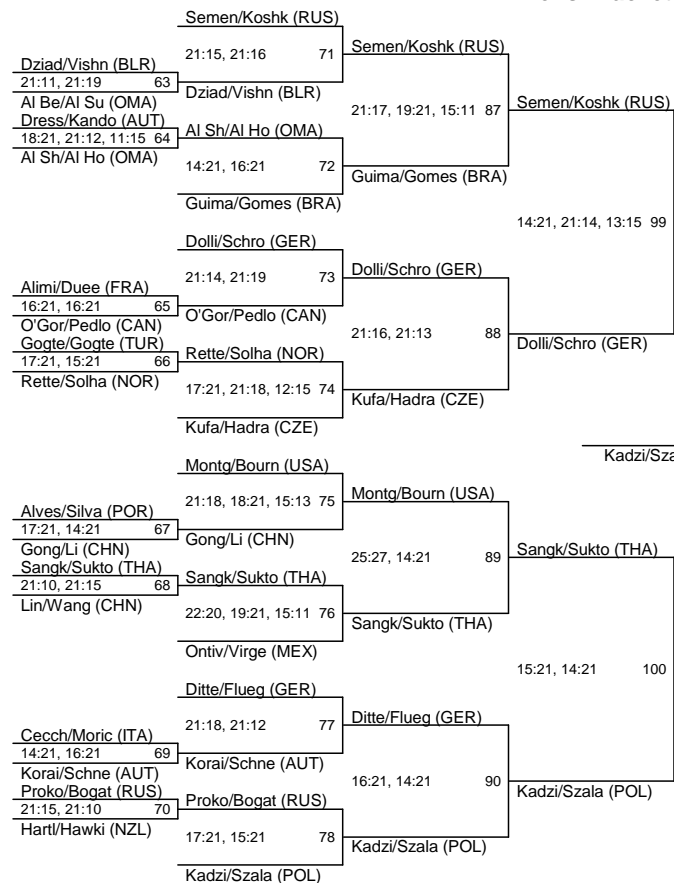 Semen/Koshk (RUS)
21:15, 21:16 71
Semen/Koshk (RUS)
Dziad/Vishn (BLR)
21:11, 21:19 63
Dziad/Vishn (BLR)
Al Be/Al Su (OMA)
21:17, 19:21, 15:11 87
Semen/Koshk (RUS)
Dress/Kando (AUT)
18:21, 21:12, 11:15 64
Al Sh/Al Ho (OMA)
Al Sh/Al Ho (OMA)
14:21, 16:21 72
Guima/Gomes (BRA)
Guima/Gomes (BRA)
14:21, 21:14, 13:15 99
Dolli/Schro (GER)
21:14, 21:19 73
Dolli/Schro (GER)
Alimi/Duee (FRA)
16:21, 16:21 65
O'Gor/Pedlo (CAN)
O'Gor/Pedlo (CAN)
21:16, 21:13 88
Dolli/Schro (GER)
Gogte/Gogte (TUR)
17:21, 15:21 66
Rette/Solha (NOR)
Rette/Solha (NOR)
17:21, 21:18, 12:15 74
Kufa/Hadra (CZE)
Kufa/Hadra (CZE)
Kadzi/Sza
Montg/Bourn (USA)
21:18, 18:21, 15:13 75
Montg/Bourn (USA)
Alves/Silva (POR)
17:21, 14:21 67
Gong/Li (CHN)
Gong/Li (CHN)
25:27, 14:21 89
Sangk/Sukto (THA)
Sangk/Sukto (THA)
21:10, 21:15 68
Sangk/Sukto (THA)
Lin/Wang (CHN)
22:20, 19:21, 15:11 76
Sangk/Sukto (THA)
Ontiv/Virge (MEX)
15:21, 14:21 100
Ditte/Flueg (GER)
21:18, 21:12 77
Ditte/Flueg (GER)
Cecch/Moric (ITA)
14:21, 16:21 69
Korai/Schne (AUT)
Korai/Schne (AUT)
16:21, 14:21 90
Kadzi/Szala (POL)
Proko/Bogat (RUS)
21:15, 21:10 70
Proko/Bogat (RUS)
Hartl/Hawki (NZL)
17:21, 15:21 78
Kadzi/Szala (POL)
Kadzi/Szala (POL)